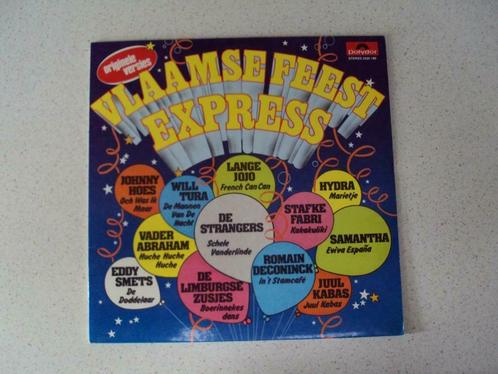 originele
versies
Polydor
VLAAMSE FEEST
EXPRESS
LANGE
JOJO
French Can Can
JOHNNY
HOES
Och Was Ik
Maar
WILL
TURA
De Mannen
Van De
Nacht
HYDRA
Marietje
DE
STRANGERS
Schele
Vanderlinde
STAFKE
FABRI
Kakakuliki
VADER
ABRAHAM
Huche Huche
Huche
SAMANTHA
Eviva España
EDDY
SMETS
De
Doddelaar
DE
LIMBURGSE
ZUSJES
Boerinnekes
dans
ROMAIN
DECONINCK
In 't Stamcafé
JUUL
KABAS
Juul Kabas